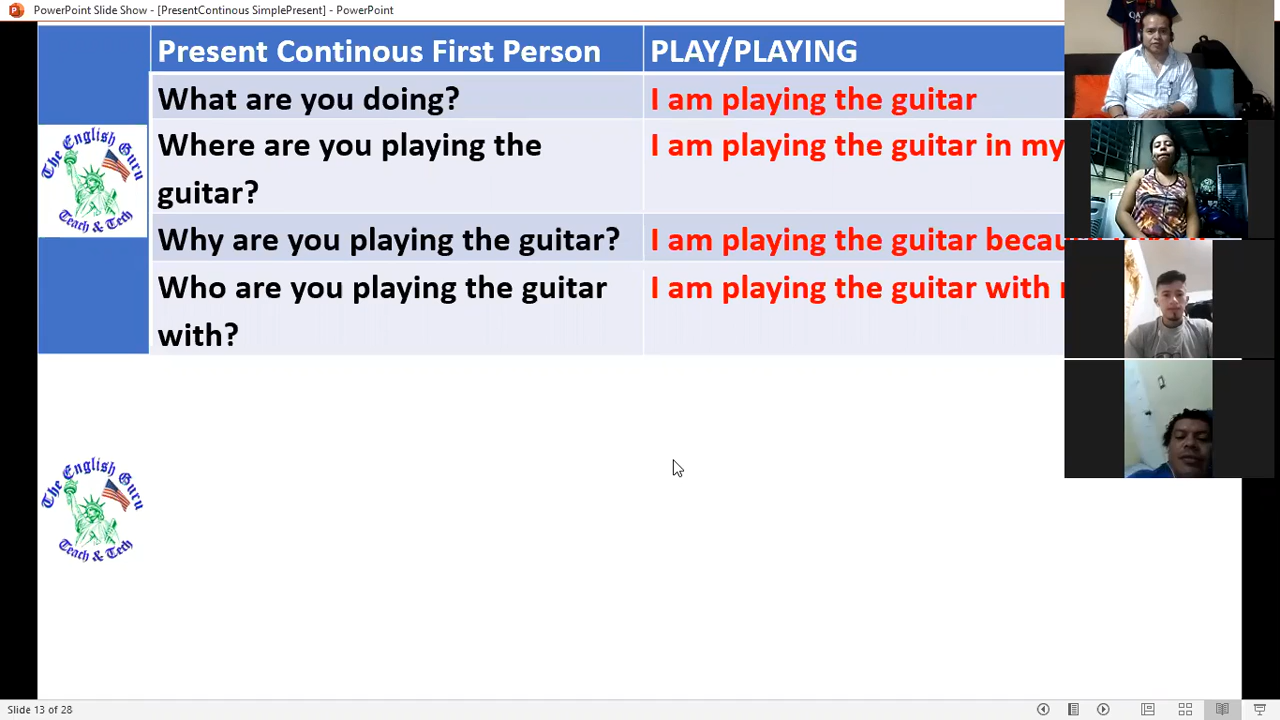 PowerPoint Slide Show - [PresentContinous SimplePresent] - PowerPoint
Present Continous First Person
PLAY/PLAYING
What are you doing?
I am playing the guitar
Where are you playing the
guitar?
I am playing the guitar in my
Why are you playing the guitar?
I am playing the guitar
Who are you playing the guitar
with?
I am playing the guitar with
The English Guru
Teach & Tech
The English Guru
Teach & Tech
Slide 13 of 28